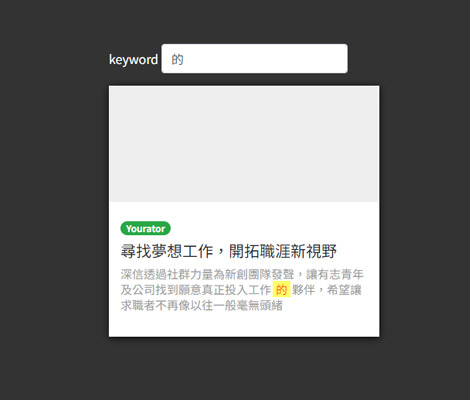 keyword 的
Yourator
尋找夢想工作，開拓職涯新視野
深信透過社群力量為新創團隊發聲，讓有志青年
及公司找到願意真正投入工作 的 夥伴，希望讓
求職者不再像以往一般毫無頭緒